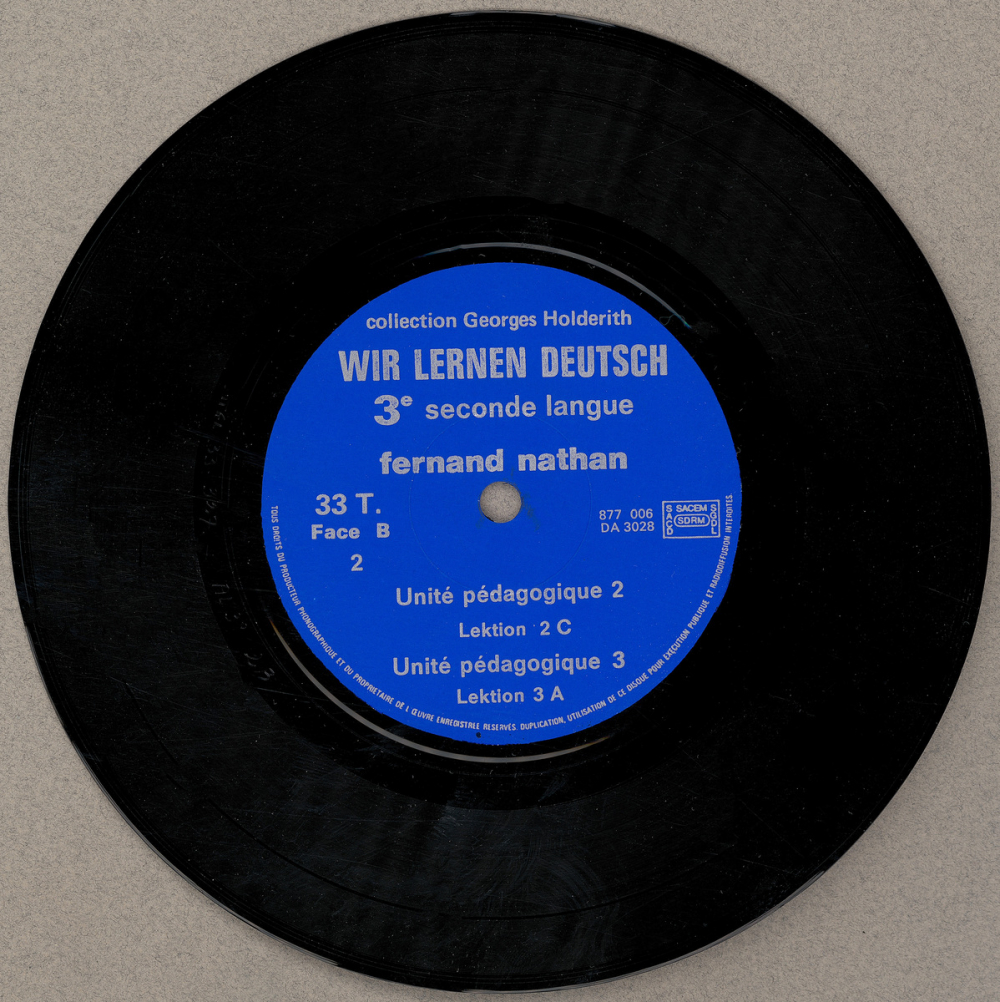 collection Georges Holderith
WIR LERNEN DEUTSCH
3e seconde langue
fernand nathan
33 T.
Face B
2
877 006
DA 3028
SACEM
SACD
SDRM
SGDL
Unité pédagogique 2
Lektion 2 C
Unité pédagogique 3
Lektion 3 A
TOUS DROITS DU PRODUCTEUR PHONOGRAPHIQUE ET DU PROPRIETAIRE DE L ŒUVRE ENREGISTREE RESERVÉS DUPLICATION, UTILISATION DE CE DISQUE POUR EXÉCUTION PUBLIQUE ET RADIODIFFUSION INTERDITES